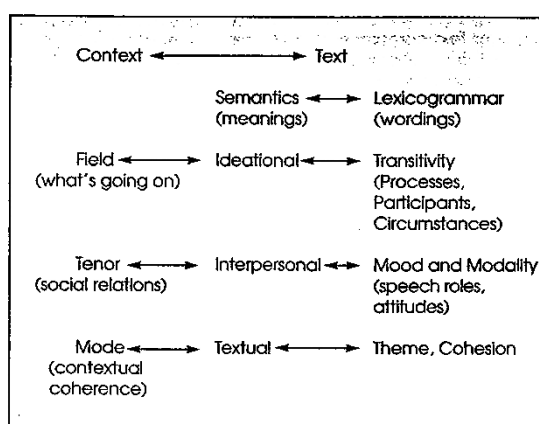 Context Text
Semantics Lexicogrammar
(meanings) (wordings)
Field Ideational Transitivity
(what's going on) (Processes,
Participants,
Circumstances)
Tenor Interpersonal Mood and Modality
(social relations) (speech roles,
attitudes)
Mode Textual Theme, Cohesion
(contextual
coherence)